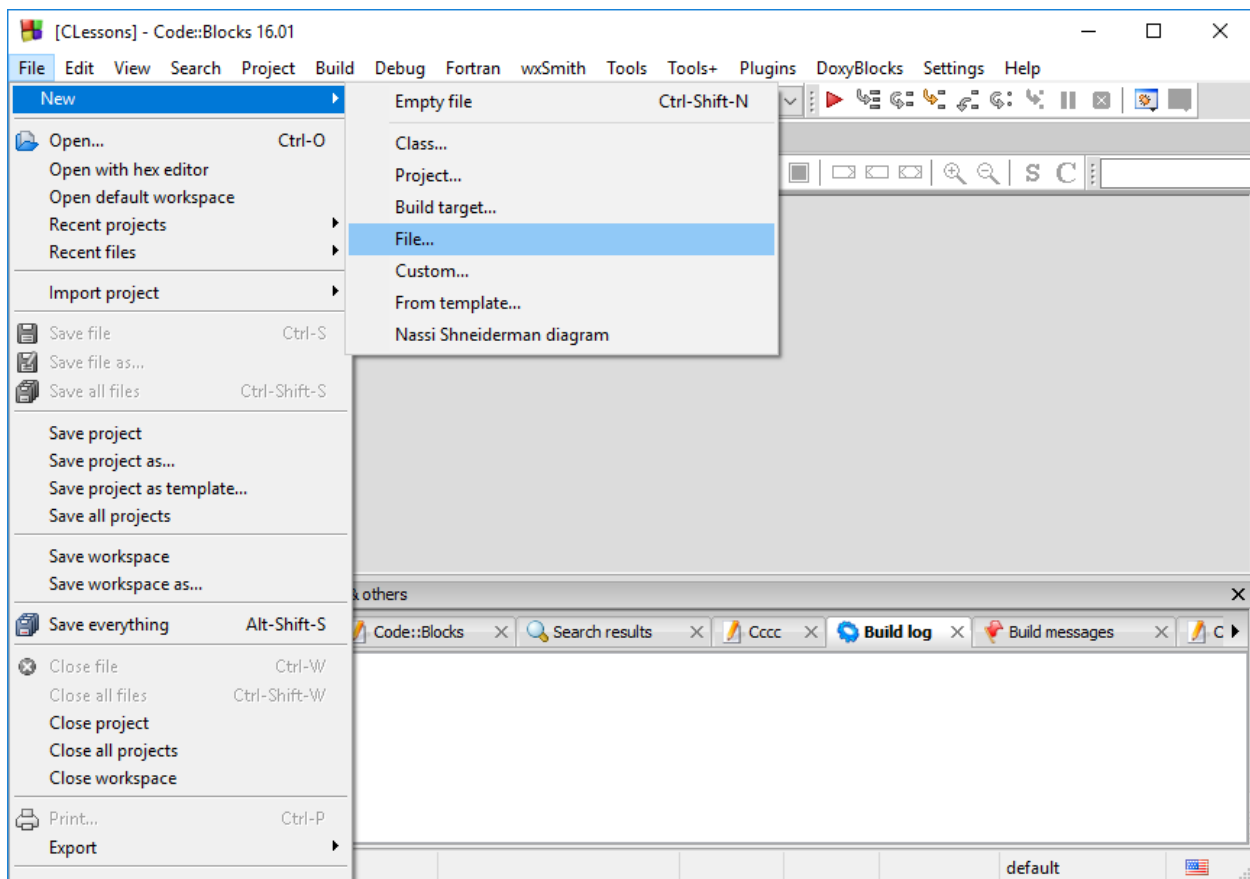 [CLessons] - Code::Blocks 16.01
File Edit View Search Project Build Debug Fortran wxSmith Tools Tools+ Plugins DoxyBlocks Settings Help
New
Open... Ctrl-O
Open with hex editor
Open default workspace
Recent projects
Recent files
Import project
Save file Ctrl-S
Save file as...
Save all files Ctrl-Shift-S
Save project
Save project as...
Save project as template...
Save all projects
Save workspace
Save workspace as...
Save everything Alt-Shift-S
Close file Ctrl-W
Close all files Ctrl-Shift-W
Close project
Close all projects
Close workspace
Print... Ctrl-P
Export
Empty file Ctrl-Shift-N
Class...
Project...
Build target...
File...
Custom...
From template...
Nassi Shneiderman diagram
S C
& others
Code::Blocks Search results Cccc Build log Build messages C
default